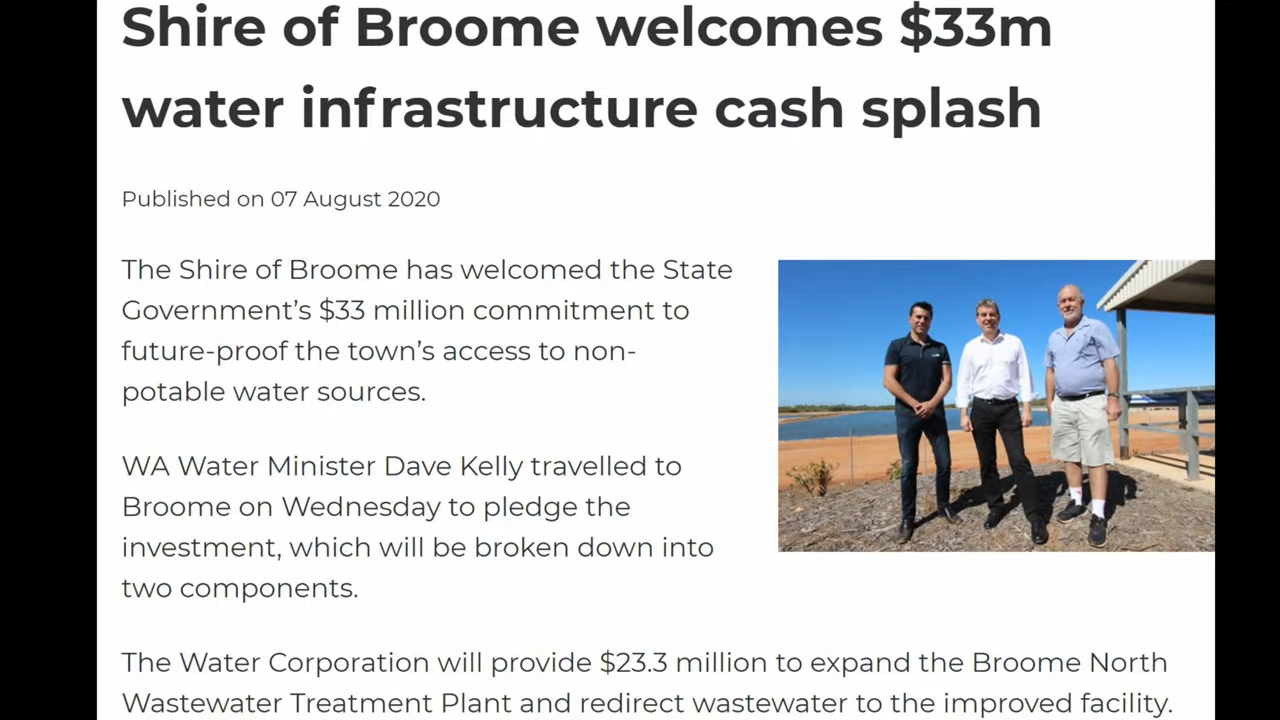 Shire of Broome welcomes $33m
water infrastructure cash splash
Published on 07 August 2020
The Shire of Broome has welcomed the State
Government’s $33 million commitment to
future-proof the town’s access to non-
potable water sources.
WA Water Minister Dave Kelly travelled to
Broome on Wednesday to pledge the
investment, which will be broken down into
two components.
The Water Corporation will provide $23.3 million to expand the Broome North
Wastewater Treatment Plant and redirect wastewater to the improved facility.